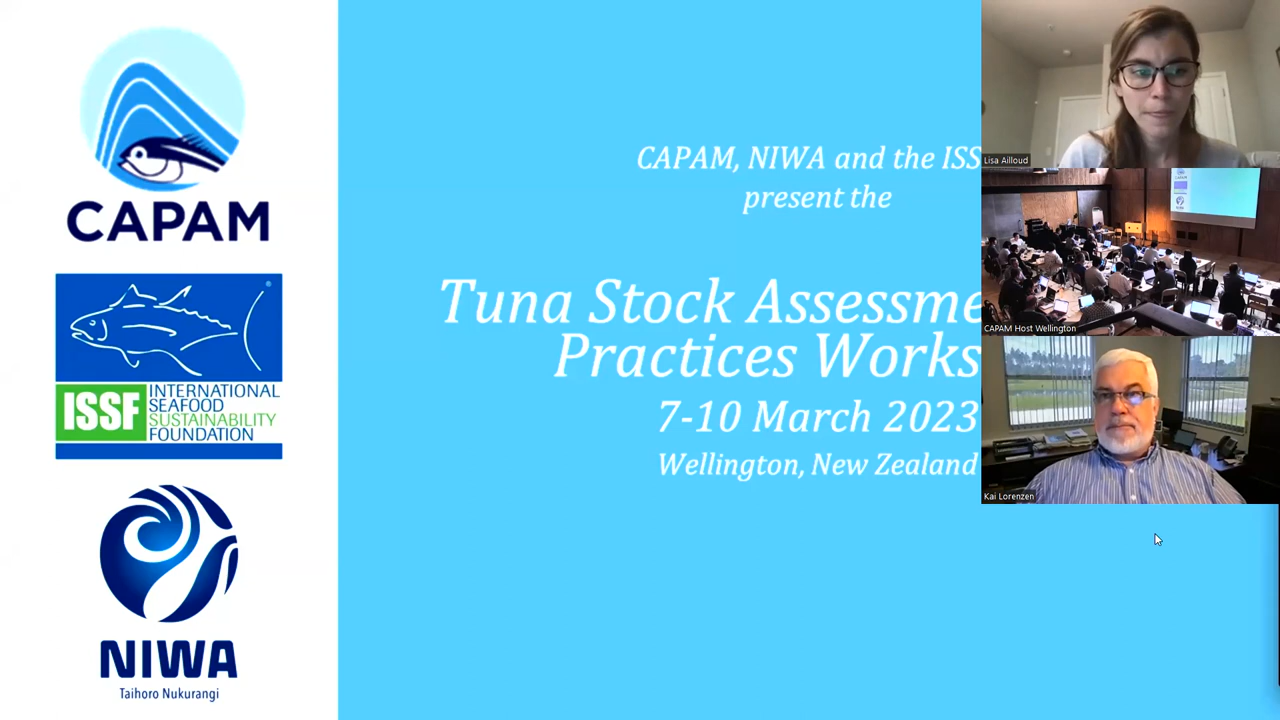 CAPAM
ISSF
INTERNATIONAL
SEAFOOD
SUSTAINABILITY
FOUNDATION
NIWA
Taihoro Nukurangi
CAPAM, NIWA and the ISS
present the
Tuna Stock Assessme
Practices Works
7-10 March 2023
Wellington, New Zealand
Lisa Ailloud
CAPAM Host Wellington
Kai Lorenzen